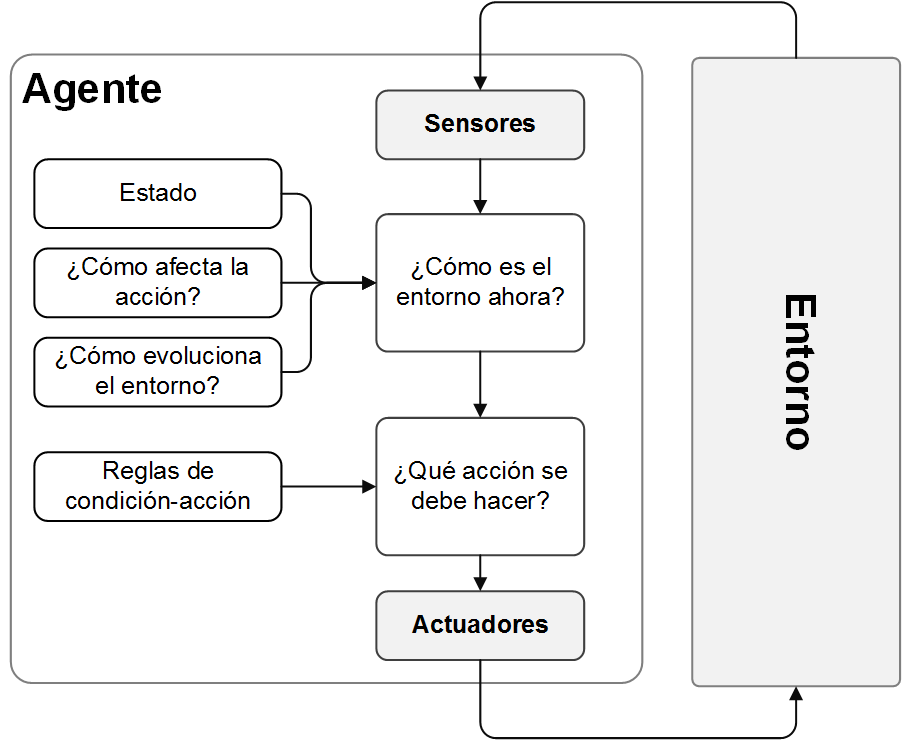 Agente
Sensores
Estado
¿Cómo afecta la
acción?
¿Cómo evoluciona
el entorno?
¿Cómo es el
entorno ahora?
Reglas de
condición-acción
¿Qué acción se
debe hacer?
Actuadores
Entorno